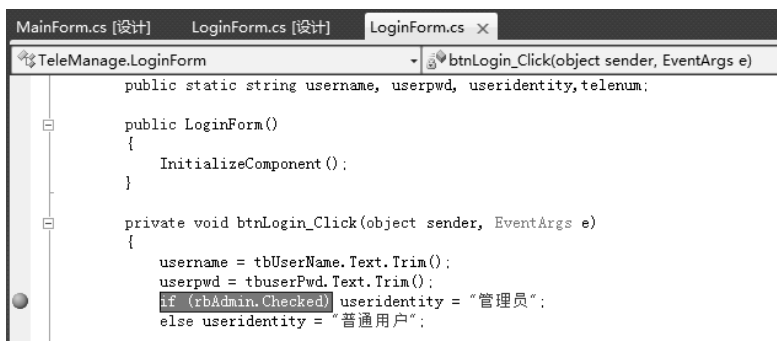 MainForm.cs [设计] LoginForm.cs [设计] LoginForm.cs ×
TeleManage.LoginForm btnLogin_Click(object sender, EventArgs e)
public static string username, userpwd, useridentity,telenum;
public LoginForm()
{
InitializeComponent();
}
private void btnLogin_Click(object sender, EventArgs e)
{
username = tbUserName.Text.Trim();
userpwd = tbuserPwd.Text.Trim();
if (rbAdmin.Checked) useridentity = "管理员";
else useridentity = "普通用户";